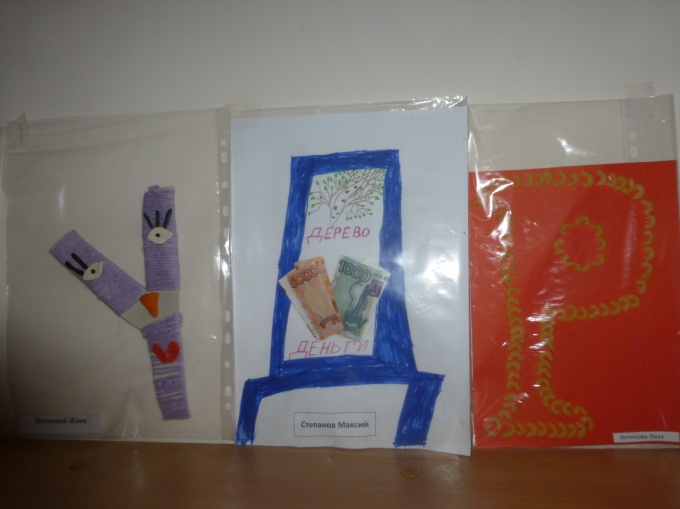 ДЕРЕВО
5000
1000
ДЕНЬГИ
Степанов Максим
Антипова Лиза
Р